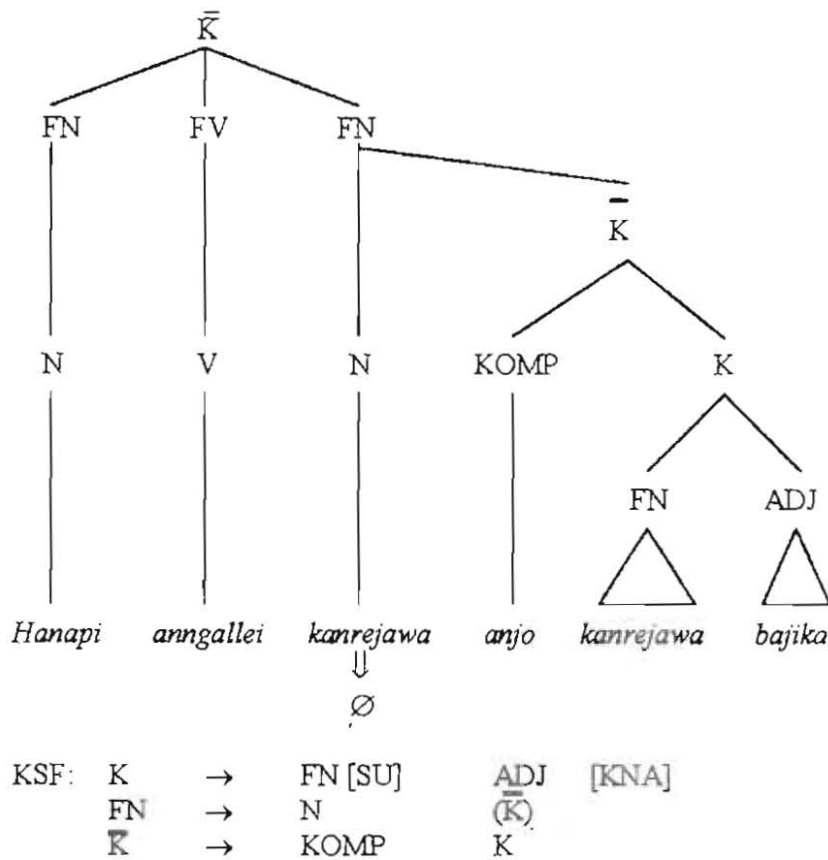 K̄
FN FV FN
K̄
N V N KOMP K
FN ADJ
Hanapi anngallei kanrejawa anjo kanrejawa bajika
⇓
∅
KSF: K → FN [SU] ADJ [KNA]
FN → N (K̄)
K̄ → KOMP K